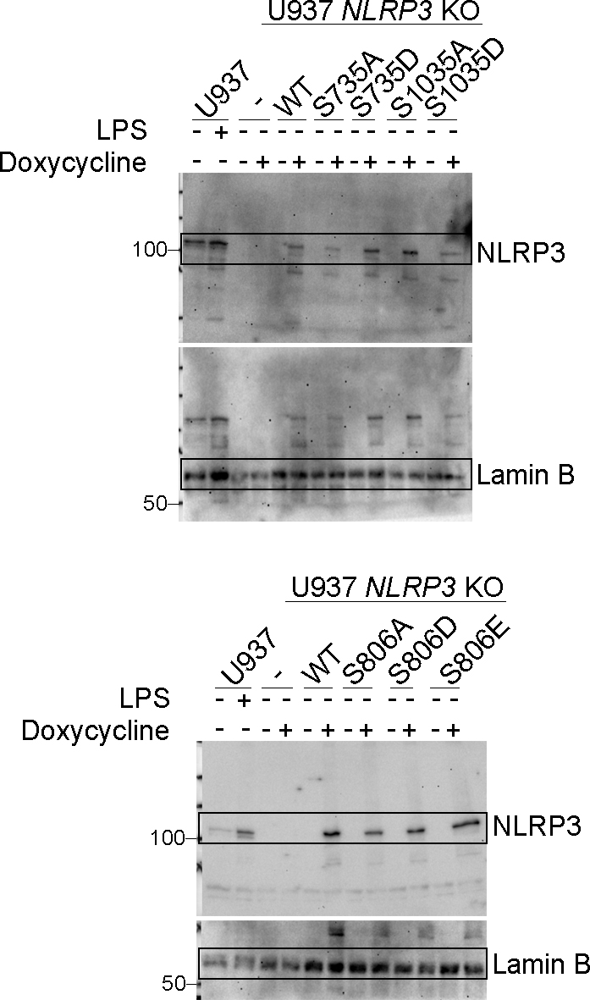 U937 NLRP3 KO
U937 - WT S735A S735D S1035A S1035D
LPS - + - - - - - - - - - - - -
Doxycycline - - - + - + - + - + - + - +
100 NLRP3
Lamin B
50
U937 NLRP3 KO
U937 - WT S806A S806D S806E
LPS - + - - - - - - - - - -
Doxycycline - - - + - + - + - + - +
NLRP3
100
Lamin B
50